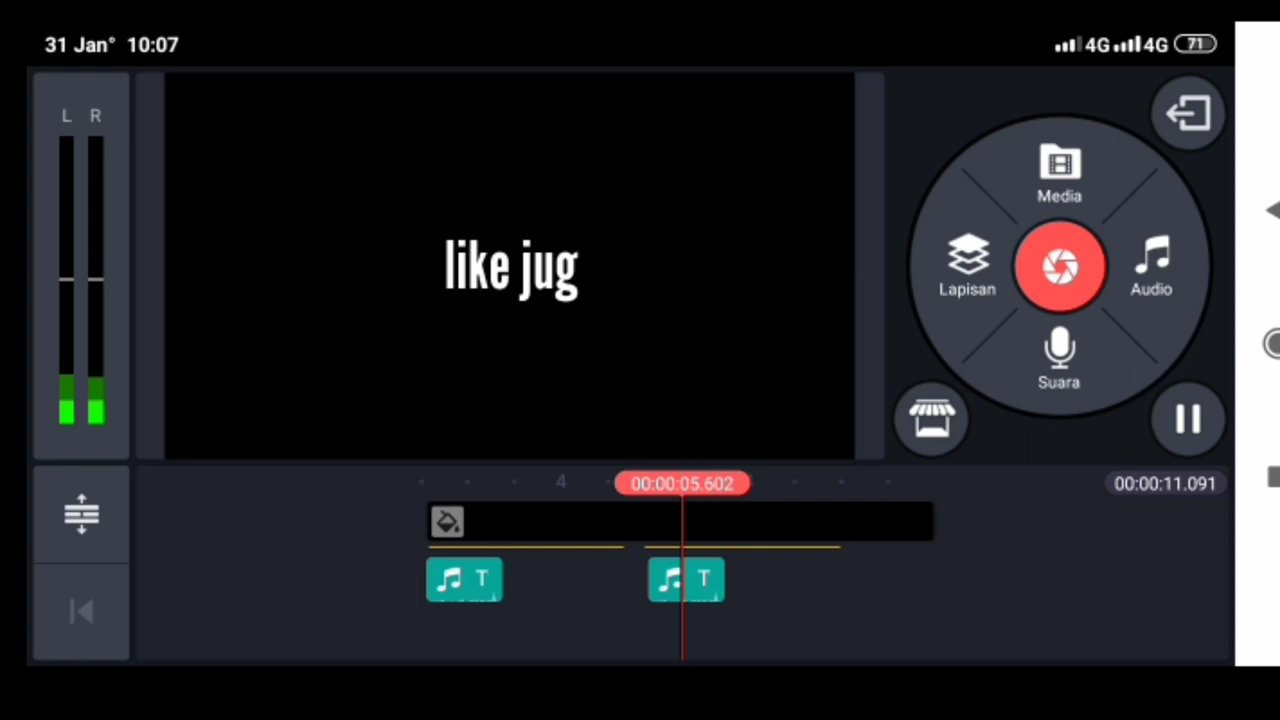 31 Jan° 10:07
4G 4G 71
L R
Media
like jug
Lapisan
Audio
Suara
4
00:00:05.602
00:00:11.091
T
T